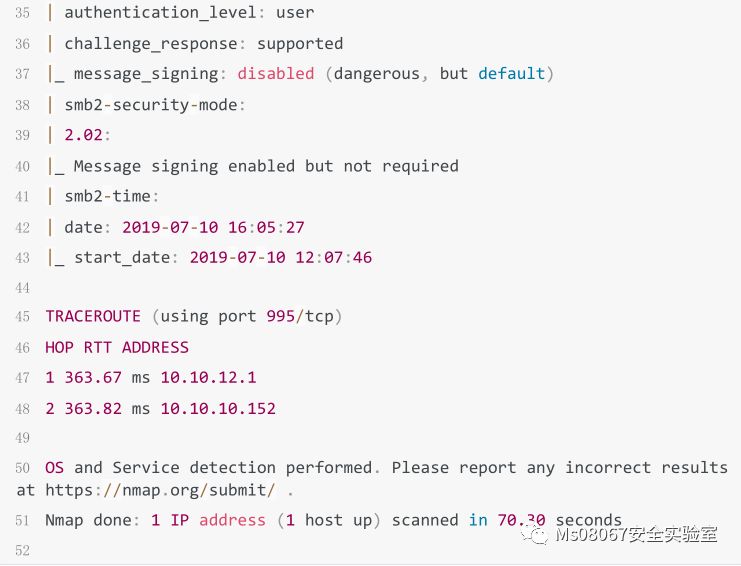 35 | authentication_level: user
36 | challenge_response: supported
37 |_ message_signing: disabled (dangerous, but default)
38 | smb2-security-mode:
39 | 2.02:
40 |_ Message signing enabled but not required
41 | smb2-time:
42 | date: 2019-07-10 16:05:27
43 |_ start_date: 2019-07-10 12:07:46
44
45 TRACEROUTE (using port 995/tcp)
46 HOP RTT ADDRESS
47 1 363.67 ms 10.10.12.1
48 2 363.82 ms 10.10.10.152
49
50 OS and Service detection performed. Please report any incorrect results
at https://nmap.org/submit/ .
51 Nmap done: 1 IP address (1 host up) scanned in 70.30 seconds
Ms08067安全实验室
52